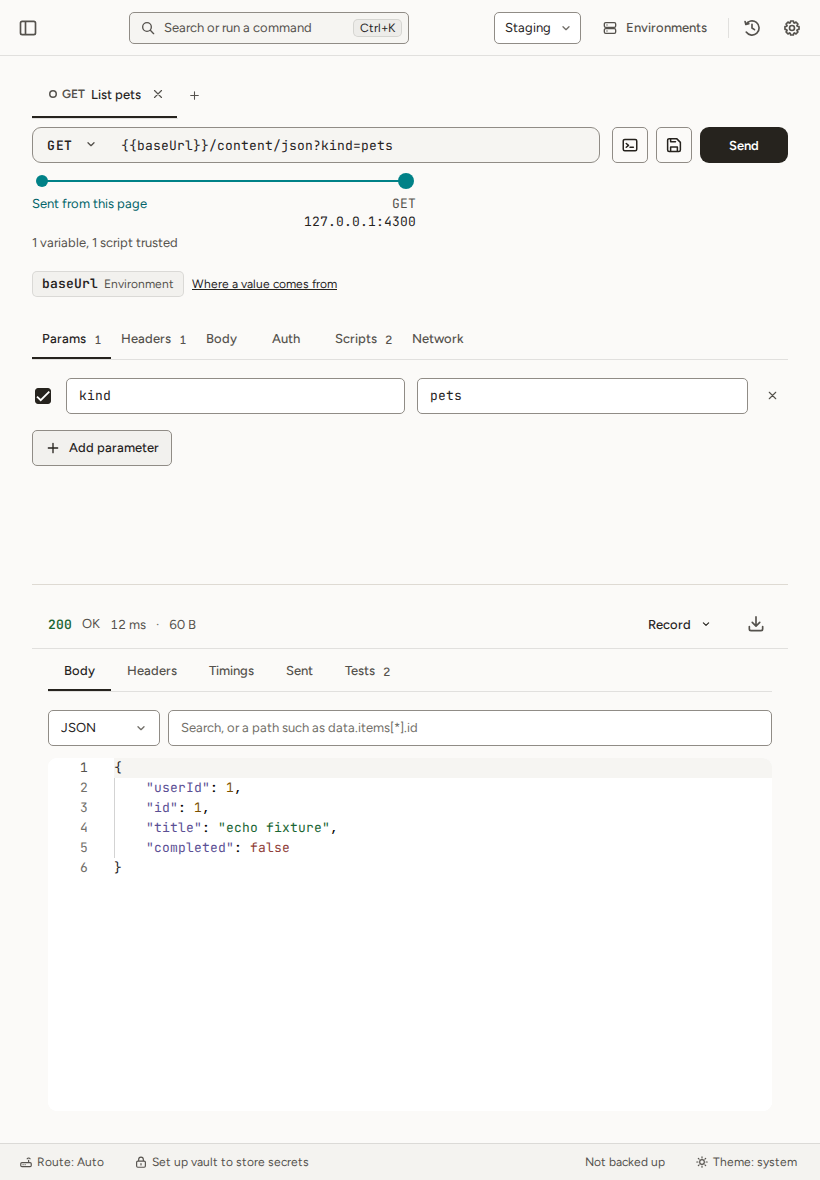 Search or run a command Ctrl+K Staging Environments
GET List pets
GET {{baseUrl}}/content/json?kind=pets Send
Sent from this page GET
127.0.0.1:4300
1 variable, 1 script trusted
baseUrl Environment Where a value comes from
Params 1 Headers 1 Body Auth Scripts 2 Network
kind pets
Add parameter
200 OK 12 ms · 60 B Record
Body Headers Timings Sent Tests 2
JSON Search, or a path such as data.items[*].id
1 {
2 "userId": 1,
3 "id": 1,
4 "title": "echo fixture",
5 "completed": false
6 }
Route: Auto Set up vault to store secrets Not backed up Theme: system